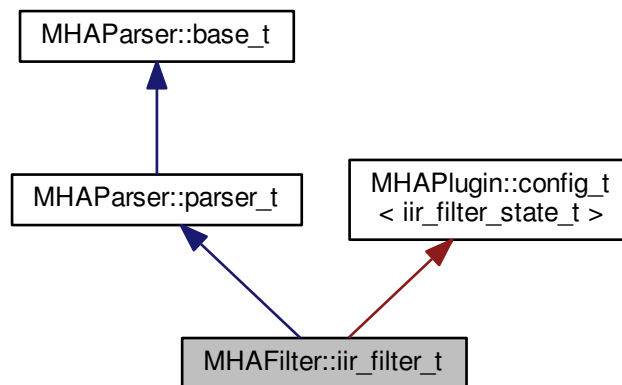 MHAParser::base_t
MHAParser::parser_t
MHAPlugin::config_t
< iir_filter_state_t >
MHAFilter::iir_filter_t